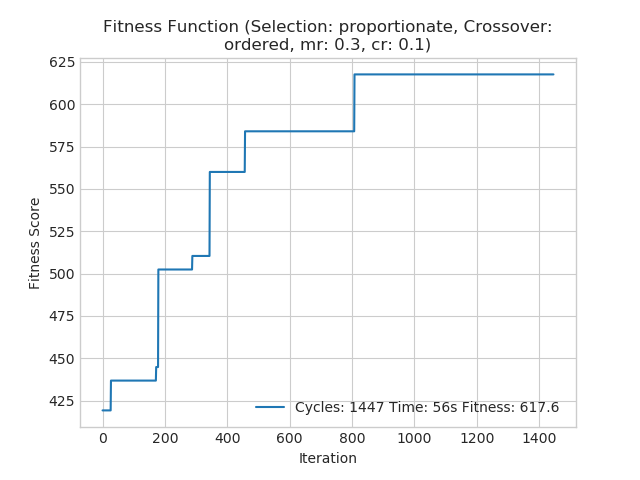 Fitness Function (Selection: proportionate, Crossover:
ordered, mr: 0.3, cr: 0.1)
625
600
575
550
525
500
475
450
425
Fitness Score
Cycles: 1447 Time: 56s Fitness: 617.6
0 200 400 600 800 1000 1200 1400
Iteration